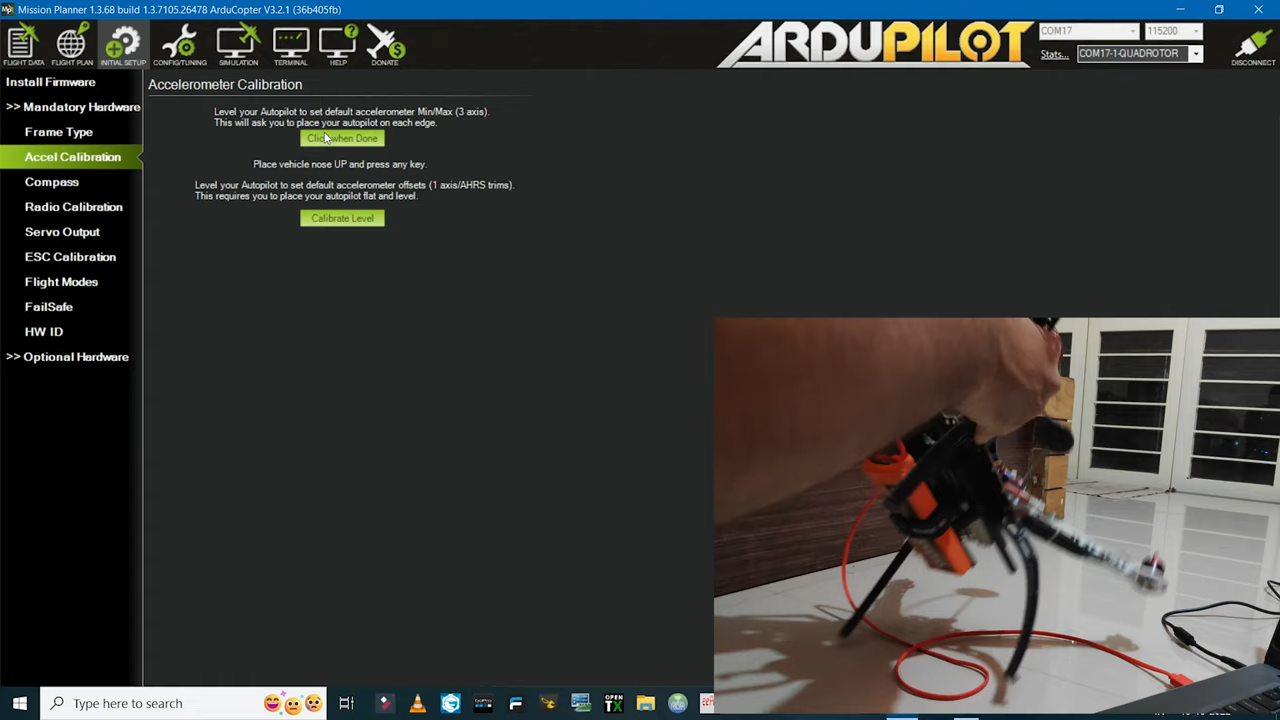 Mission Planner 1.3.68 build 1.3.7105.26478 ArduCopter V3.2.1 (36b405fb)
FLIGHT DATA
FLIGHT PLAN
INITIAL SETUP
CONFIG/TUNING
SIMULATION
TERMINAL
HELP
DONATE
ARDUPILOT
COM17
115200
Stats...
COM17-1-QUADROTOR
DISCONNECT
Install Firmware
>> Mandatory Hardware
Frame Type
Accel Calibration
Compass
Radio Calibration
Servo Output
ESC Calibration
Flight Modes
FailSafe
HW ID
>> Optional Hardware
Accelerometer Calibration
Level your Autopilot to set default accelerometer Min/Max (3 axis).
This will ask you to place your autopilot on each edge.
Click when Done
Place vehicle nose UP and press any key.
Level your Autopilot to set default accelerometer offsets (1 axis/AHRS trims).
This requires you to place your autopilot flat and level.
Calibrate Level
Type here to search
OPEN
TX